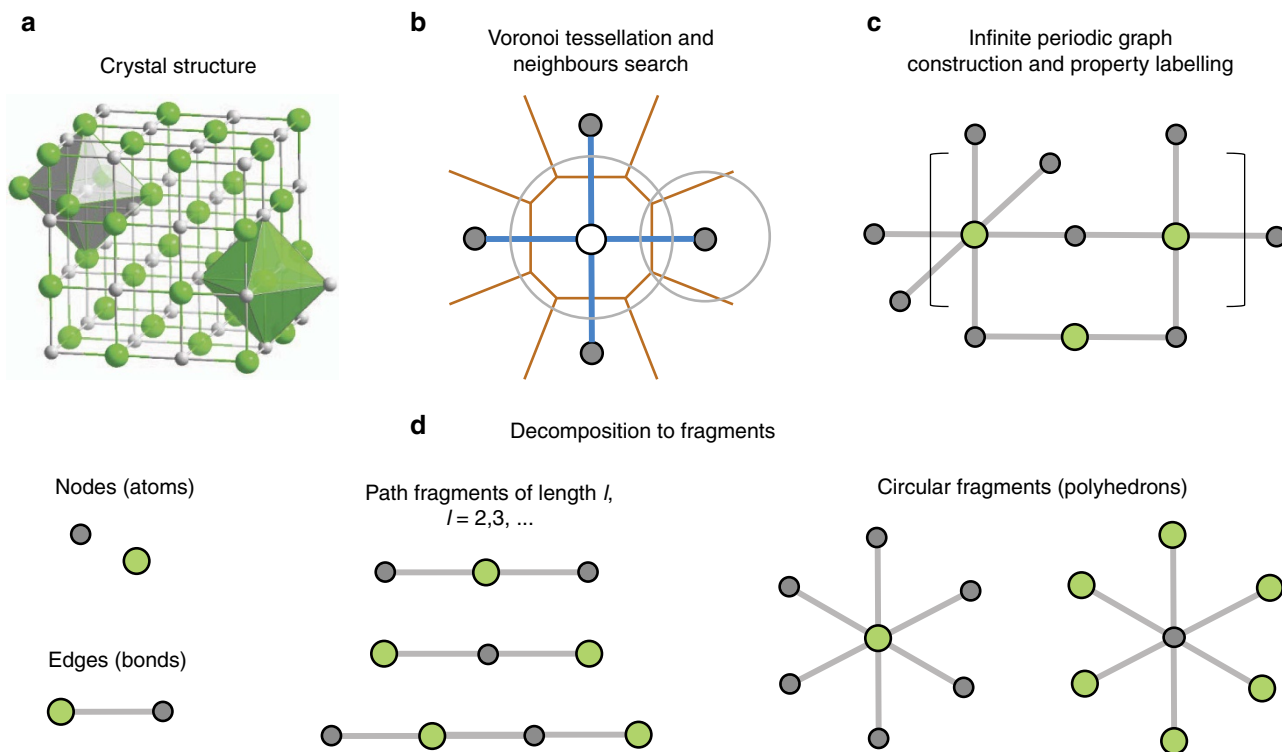 a
Crystal structure
b
Voronoi tessellation and
neighbours search
c
Infinite periodic graph
construction and property labelling
d
Decomposition to fragments
Nodes (atoms)
Edges (bonds)
Path fragments of length l,
l = 2,3, ...
Circular fragments (polyhedrons)